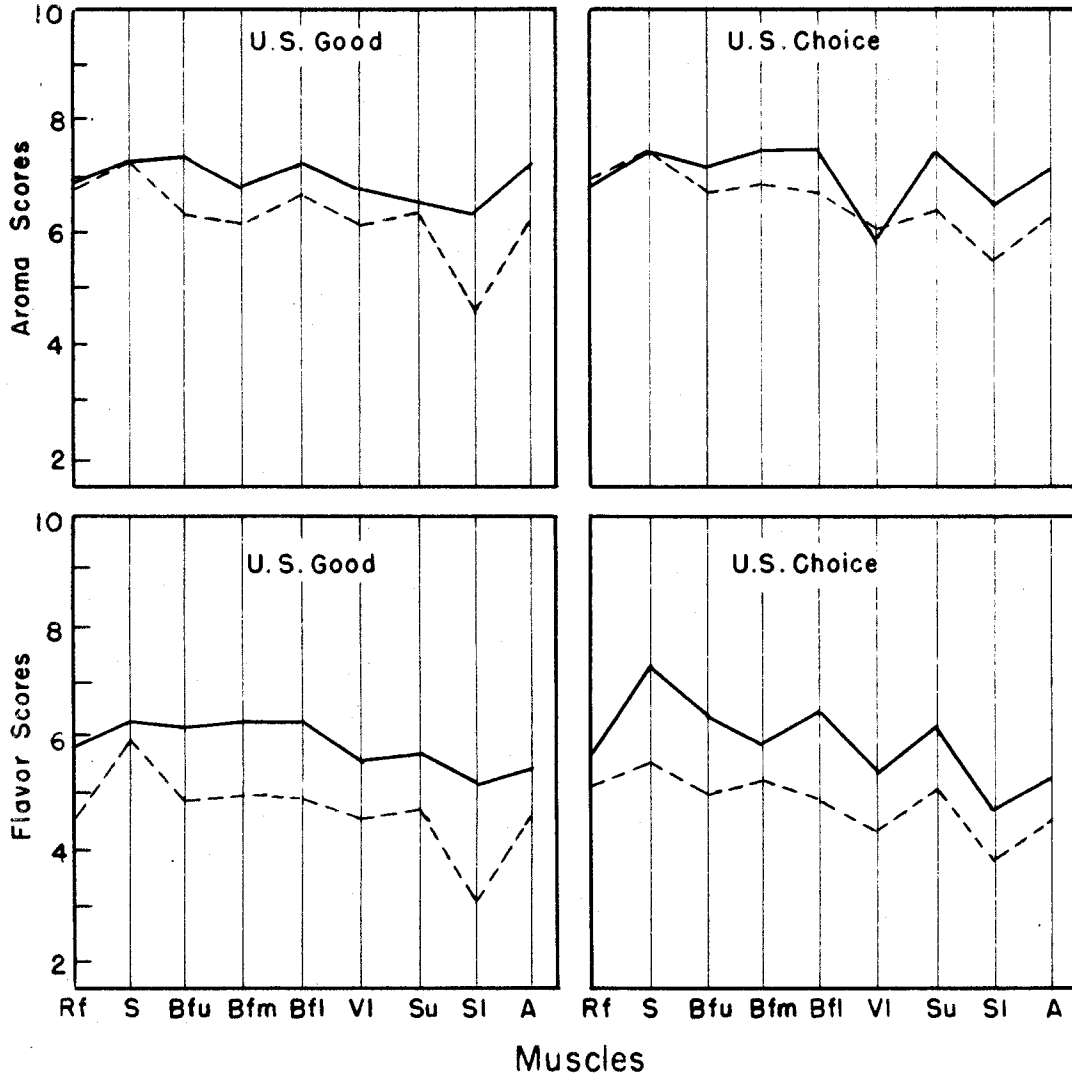 10
U.S. Good
U.S. Choice
8
6
4
2
Aroma Scores
10
U.S. Good
U.S. Choice
8
6
4
2
Flavor Scores
Rf S Bfu Bfm Bfl Vl Su Sl A
Rf S Bfu Bfm Bfl Vl Su Sl A
Muscles